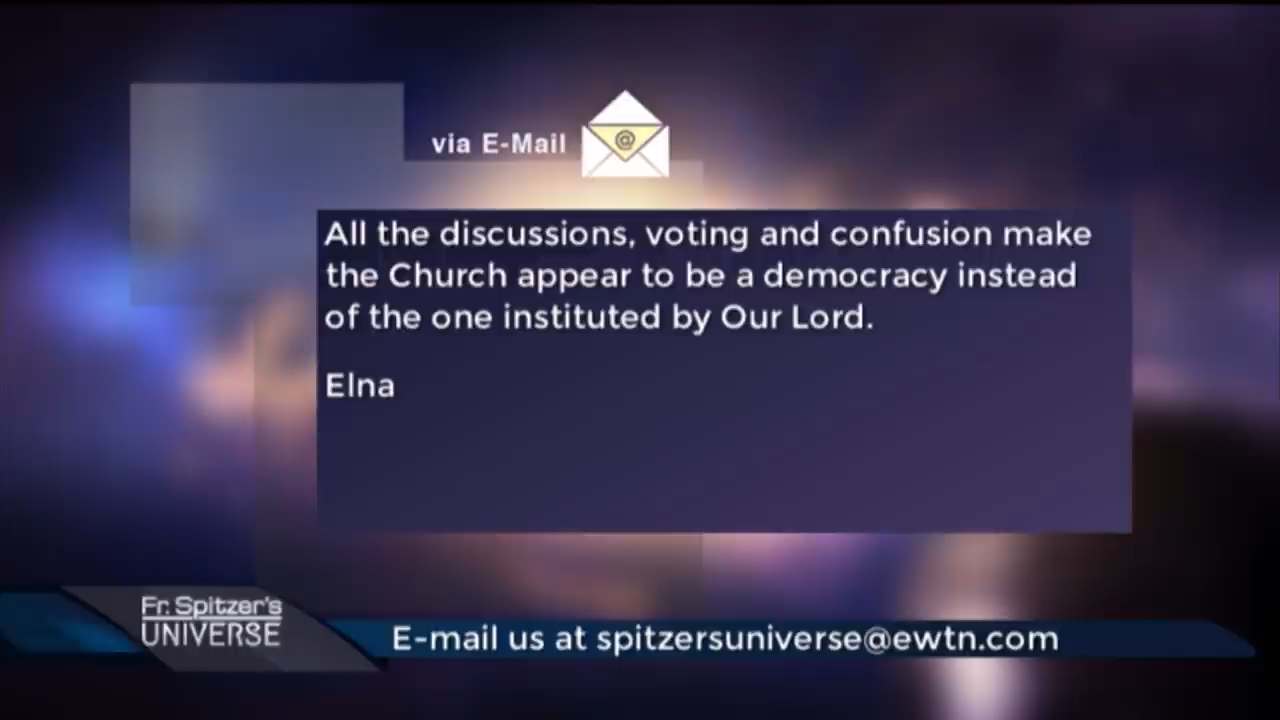 via E-Mail
@
All the discussions, voting and confusion make
the Church appear to be a democracy instead
of the one instituted by Our Lord.
Elna
Fr. Spitzer's
UNIVERSE
E-mail us at spitzersuniverse@ewtn.com